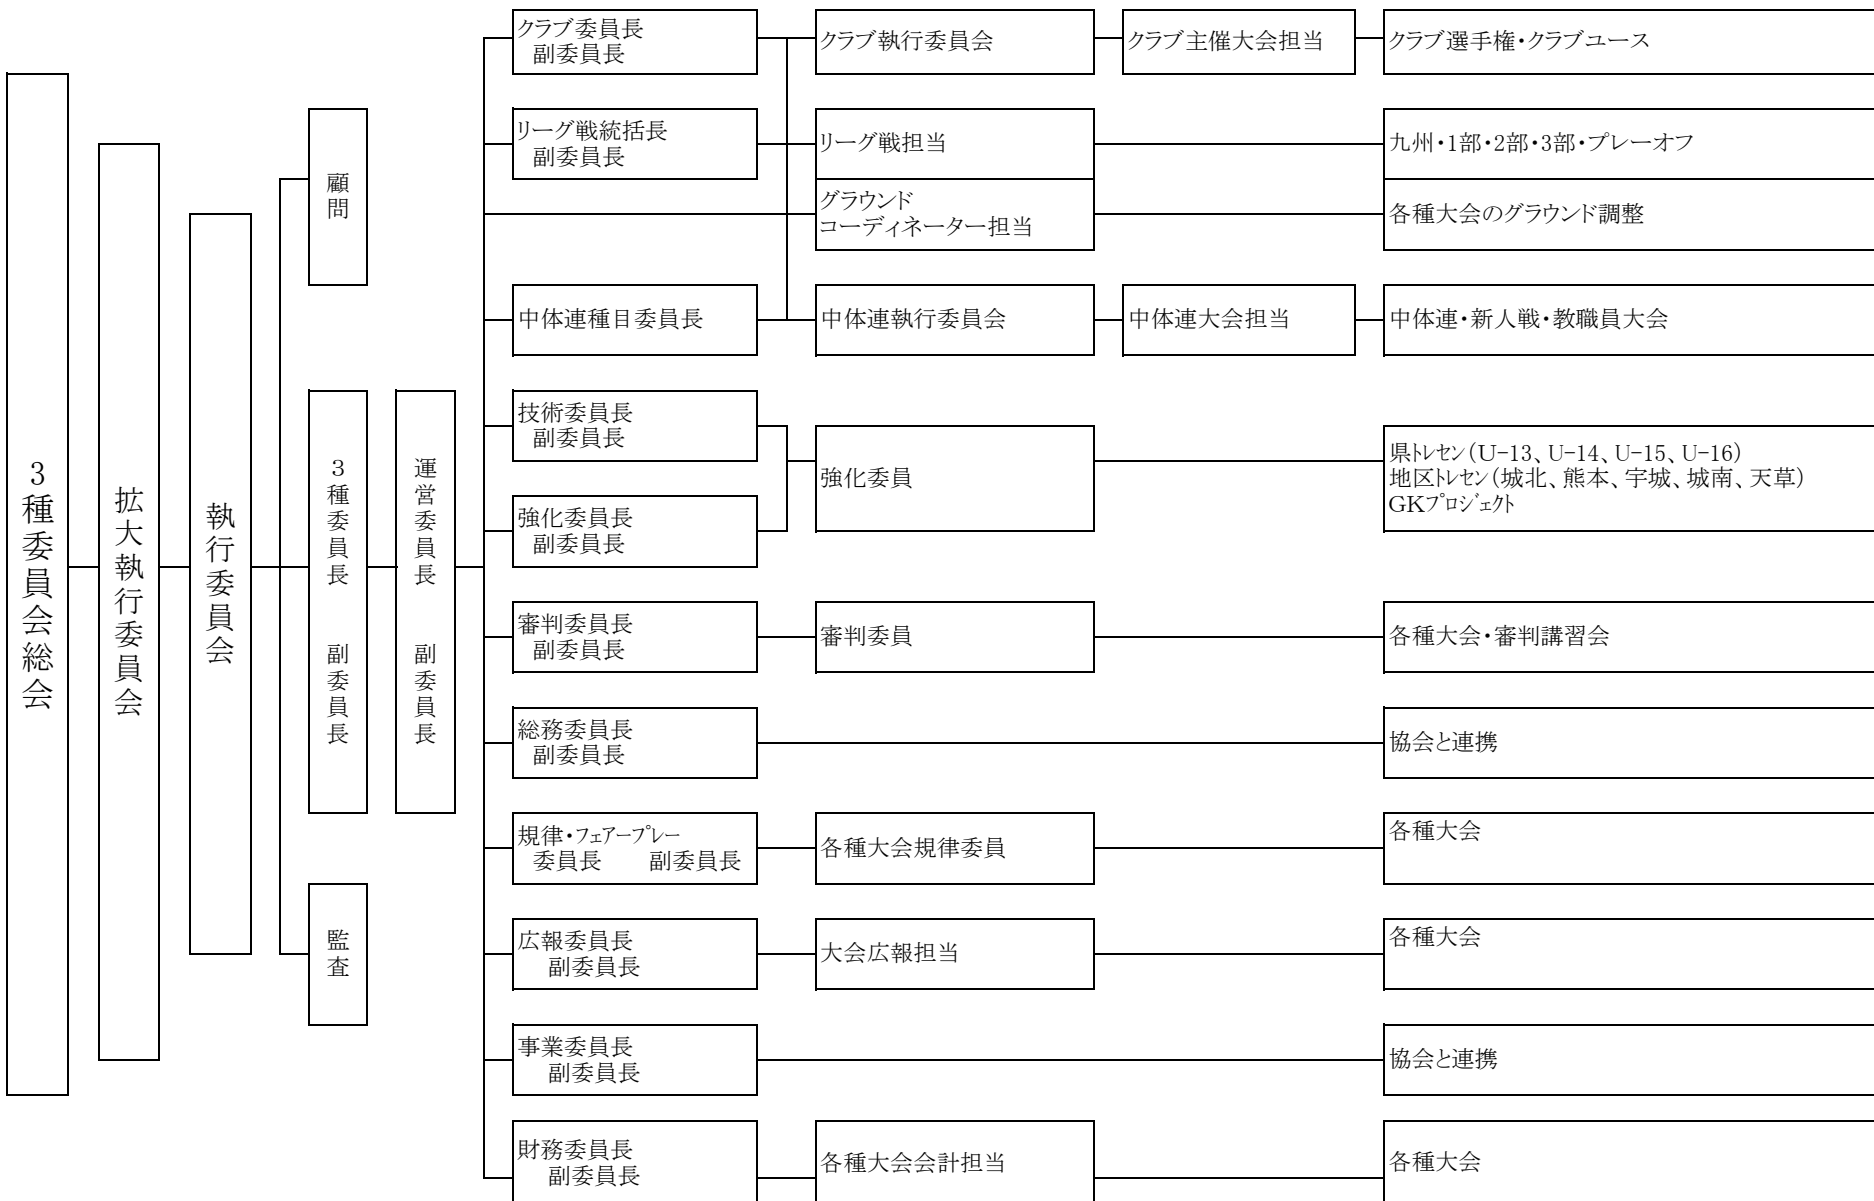 3種委員会総会
拡大執行委員会
執行委員会
顧問
3種委員長　副委員長
監査
運営委員長　副委員長
クラブ委員長
副委員長
クラブ執行委員会
クラブ主催大会担当
クラブ選手権・クラブユース
リーグ戦統括長
副委員長
リーグ戦担当
九州・1部・2部・3部・プレーオフ
グラウンド
コーディネーター担当
各種大会のグラウンド調整
中体連種目委員長
中体連執行委員会
中体連大会担当
中体連・新人戦・教職員大会
技術委員長
副委員長
強化委員長
副委員長
強化委員
県ﾄﾚｾﾝ(U-13、U-14、U-15、U-16)
地区ﾄﾚｾﾝ(城北、熊本、宇城、城南、天草)
GKﾌﾟﾛｼﾞｪｸﾄ
審判委員長
副委員長
審判委員
各種大会・審判講習会
総務委員長
副委員長
協会と連携
規律・ﾌｪｱｰﾌﾟﾚｰ
委員長　副委員長
各種大会規律委員
各種大会
広報委員長
副委員長
大会広報担当
各種大会
事業委員長
副委員長
協会と連携
財務委員長
副委員長
各種大会会計担当
各種大会